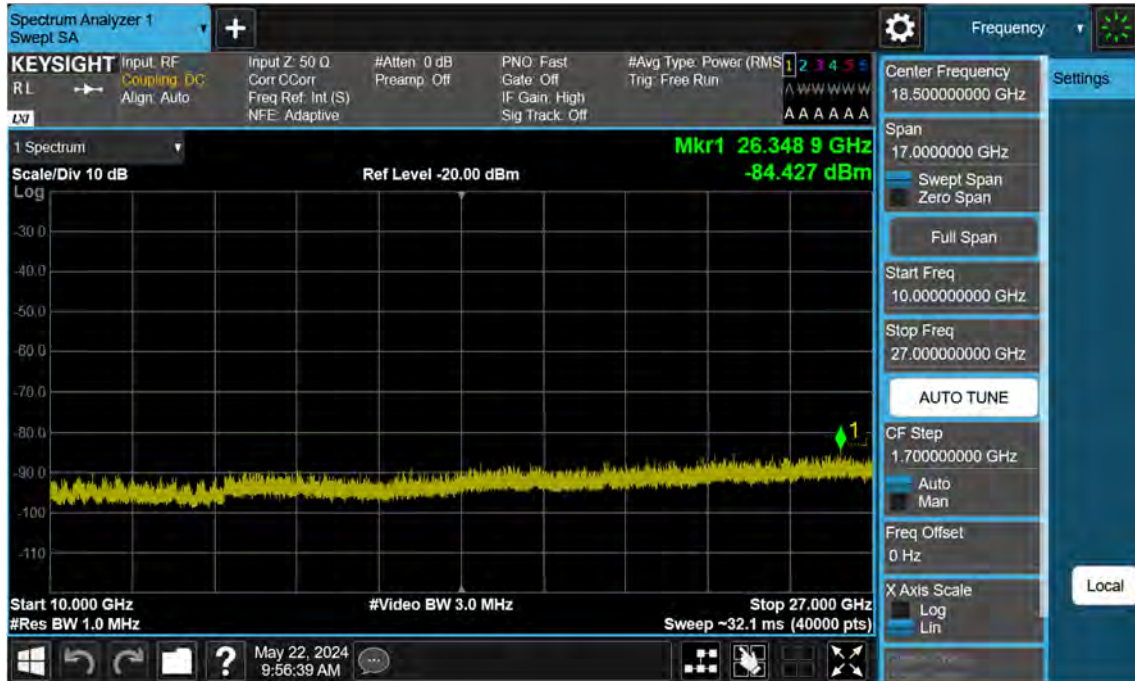 Spectrum Analyzer 1
Swept SA
+
Frequency
KEYSIGHT
RL
LXI
Input: RF
Coupling: DC
Align: Auto
Input Z: 50 Ω
Corr CCorr
Freq Ref: Int (S)
NFE: Adaptive
#Atten: 0 dB
Preamp: Off
PNO: Fast
Gate: Off
IF Gain: High
Sig Track: Off
#Avg Type: Power (RMS
Trig: Free Run
1 2 3 4 5 6
A W W W W W
A A A A A A
1 Spectrum
Scale/Div 10 dB
Log
Ref Level -20.00 dBm
Mkr1 26.348 9 GHz
-84.427 dBm
-30.0
-40.0
-50.0
-60.0
-70.0
-80.0
-90.0
-100
-110
1
Start 10.000 GHz
#Res BW 1.0 MHz
#Video BW 3.0 MHz
Stop 27.000 GHz
Sweep ~32.1 ms (40000 pts)
?
May 22, 2024
9:56:39 AM
Center Frequency
18.500000000 GHz
Span
17.0000000 GHz
Swept Span
Zero Span
Full Span
Start Freq
10.000000000 GHz
Stop Freq
27.000000000 GHz
AUTO TUNE
CF Step
1.700000000 GHz
Auto
Man
Freq Offset
0 Hz
X Axis Scale
Log
Lin
Settings
Local